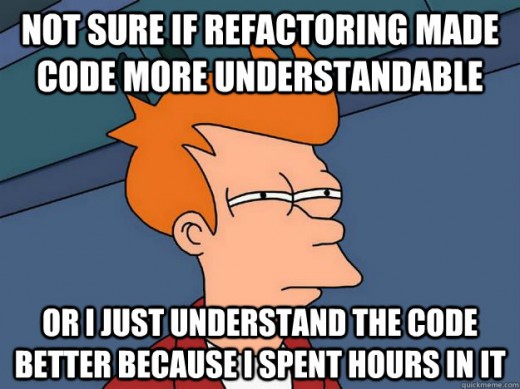 NOT SURE IF REFACTORING MADE
CODE MORE UNDERSTANDABLE
OR I JUST UNDERSTAND THE CODE
BETTER BECAUSE I SPENT HOURS IN IT
quickmeme.com